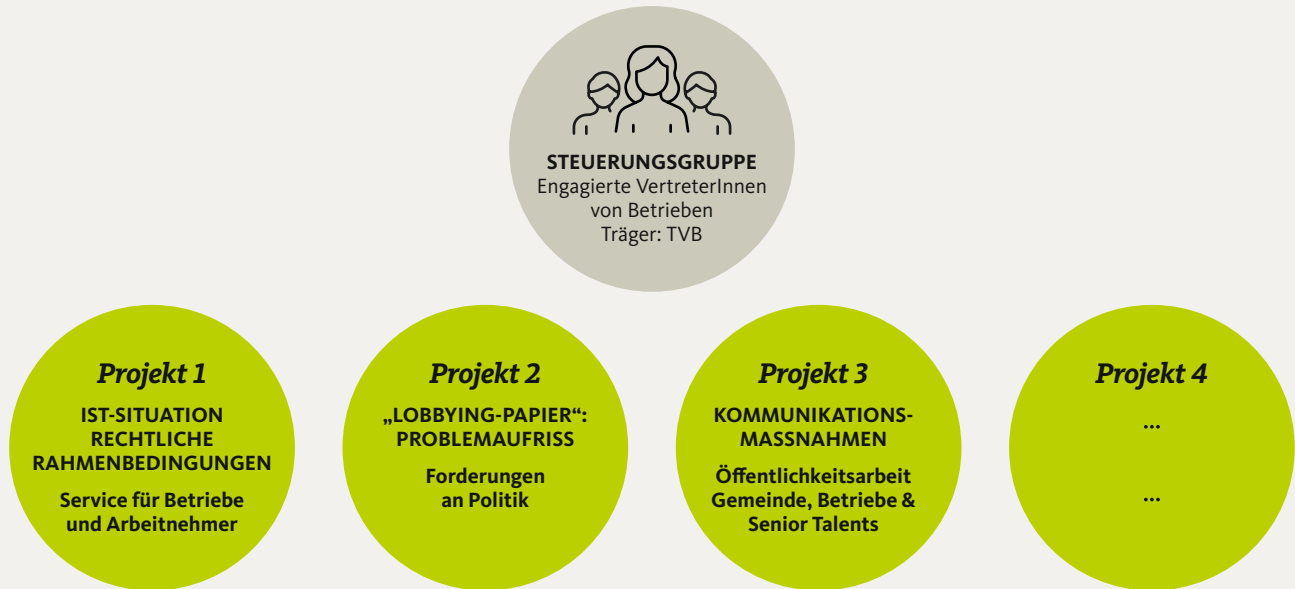 STEUERUNGSGRUPPE
Engagierte VertreterInnen
von Betrieben
Träger: TVB
Projekt 1
IST-SITUATION
RECHTLICHE
RAHMENBEDINGUNGEN
Service für Betriebe
und Arbeitnehmer
Projekt 2
„LOBBYING-PAPIER“:
PROBLEMAUFRISS
Forderungen
an Politik
Projekt 3
KOMMUNIKATIONS-
MASSNAHMEN
Öffentlichkeitsarbeit
Gemeinde, Betriebe &
Senior Talents
Projekt 4
...
...